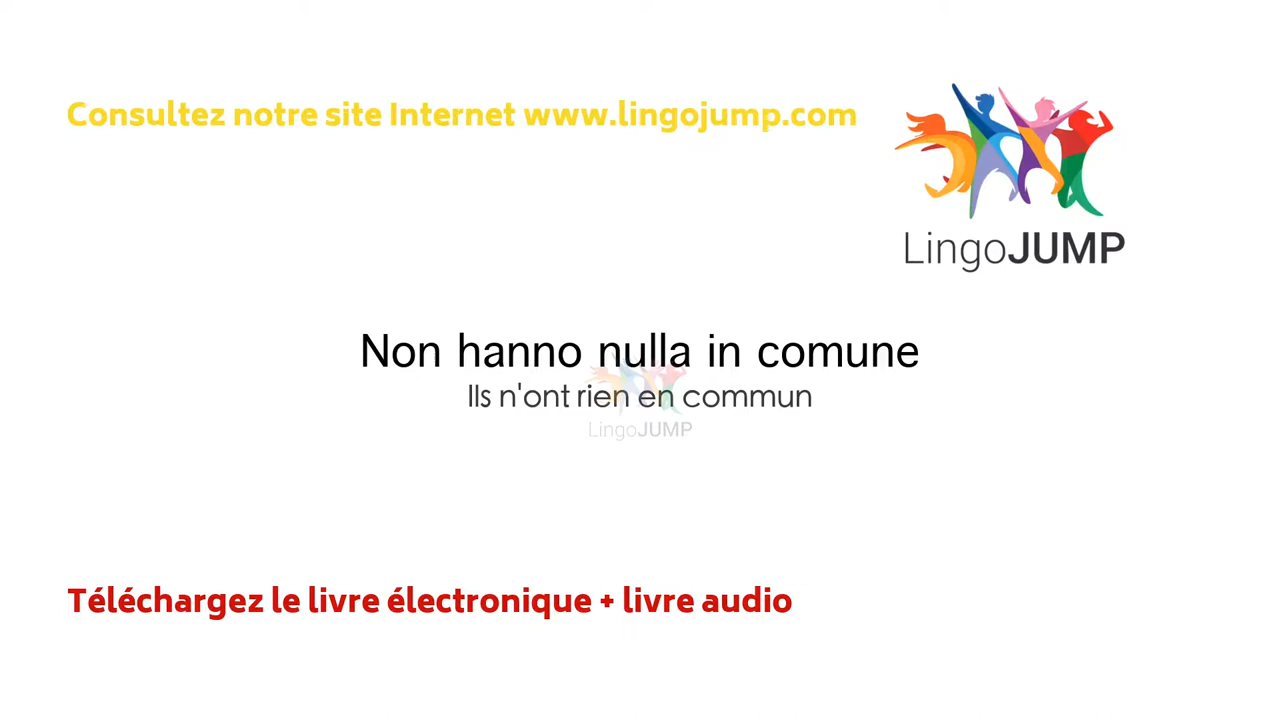 Consultez notre site Internet www.lingojump.com
LingoJUMP
Non hanno nulla in comune
Ils n'ont rien en commun
LingoJUMP
Téléchargez le livre électronique + livre audio